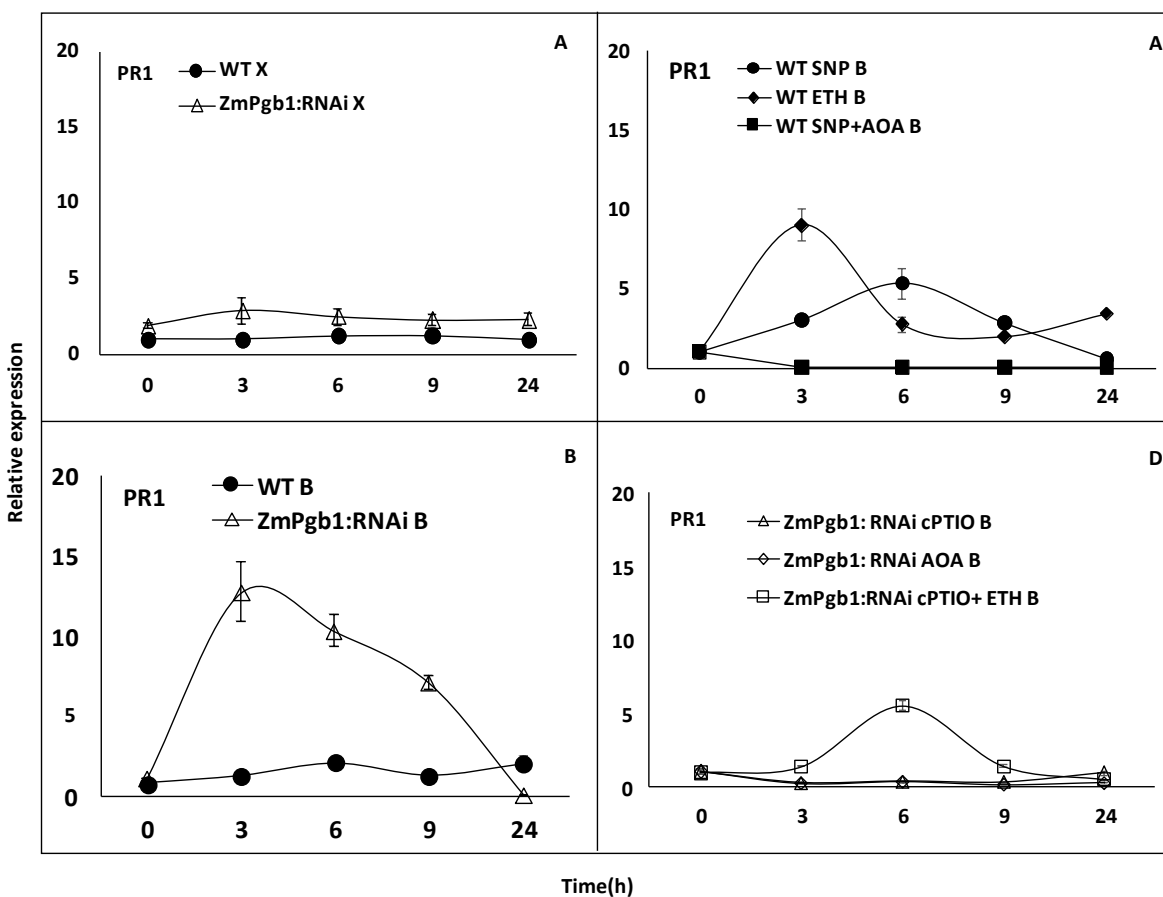 Relative expression
A
PR1
WT X
ZmPgb1:RNAi X
20
15
10
5
0
0 3 6 9 24
A
PR1
WT SNP B
WT ETH B
WT SNP+AOA B
20
15
10
5
0
0 3 6 9 24
B
PR1
WT B
ZmPgb1:RNAi B
20
15
10
5
0
0 3 6 9 24
D
PR1
ZmPgb1: RNAi cPTIO B
ZmPgb1: RNAi AOA B
ZmPgb1:RNAi cPTIO+ ETH B
20
15
10
5
0
0 3 6 9 24
Time(h)